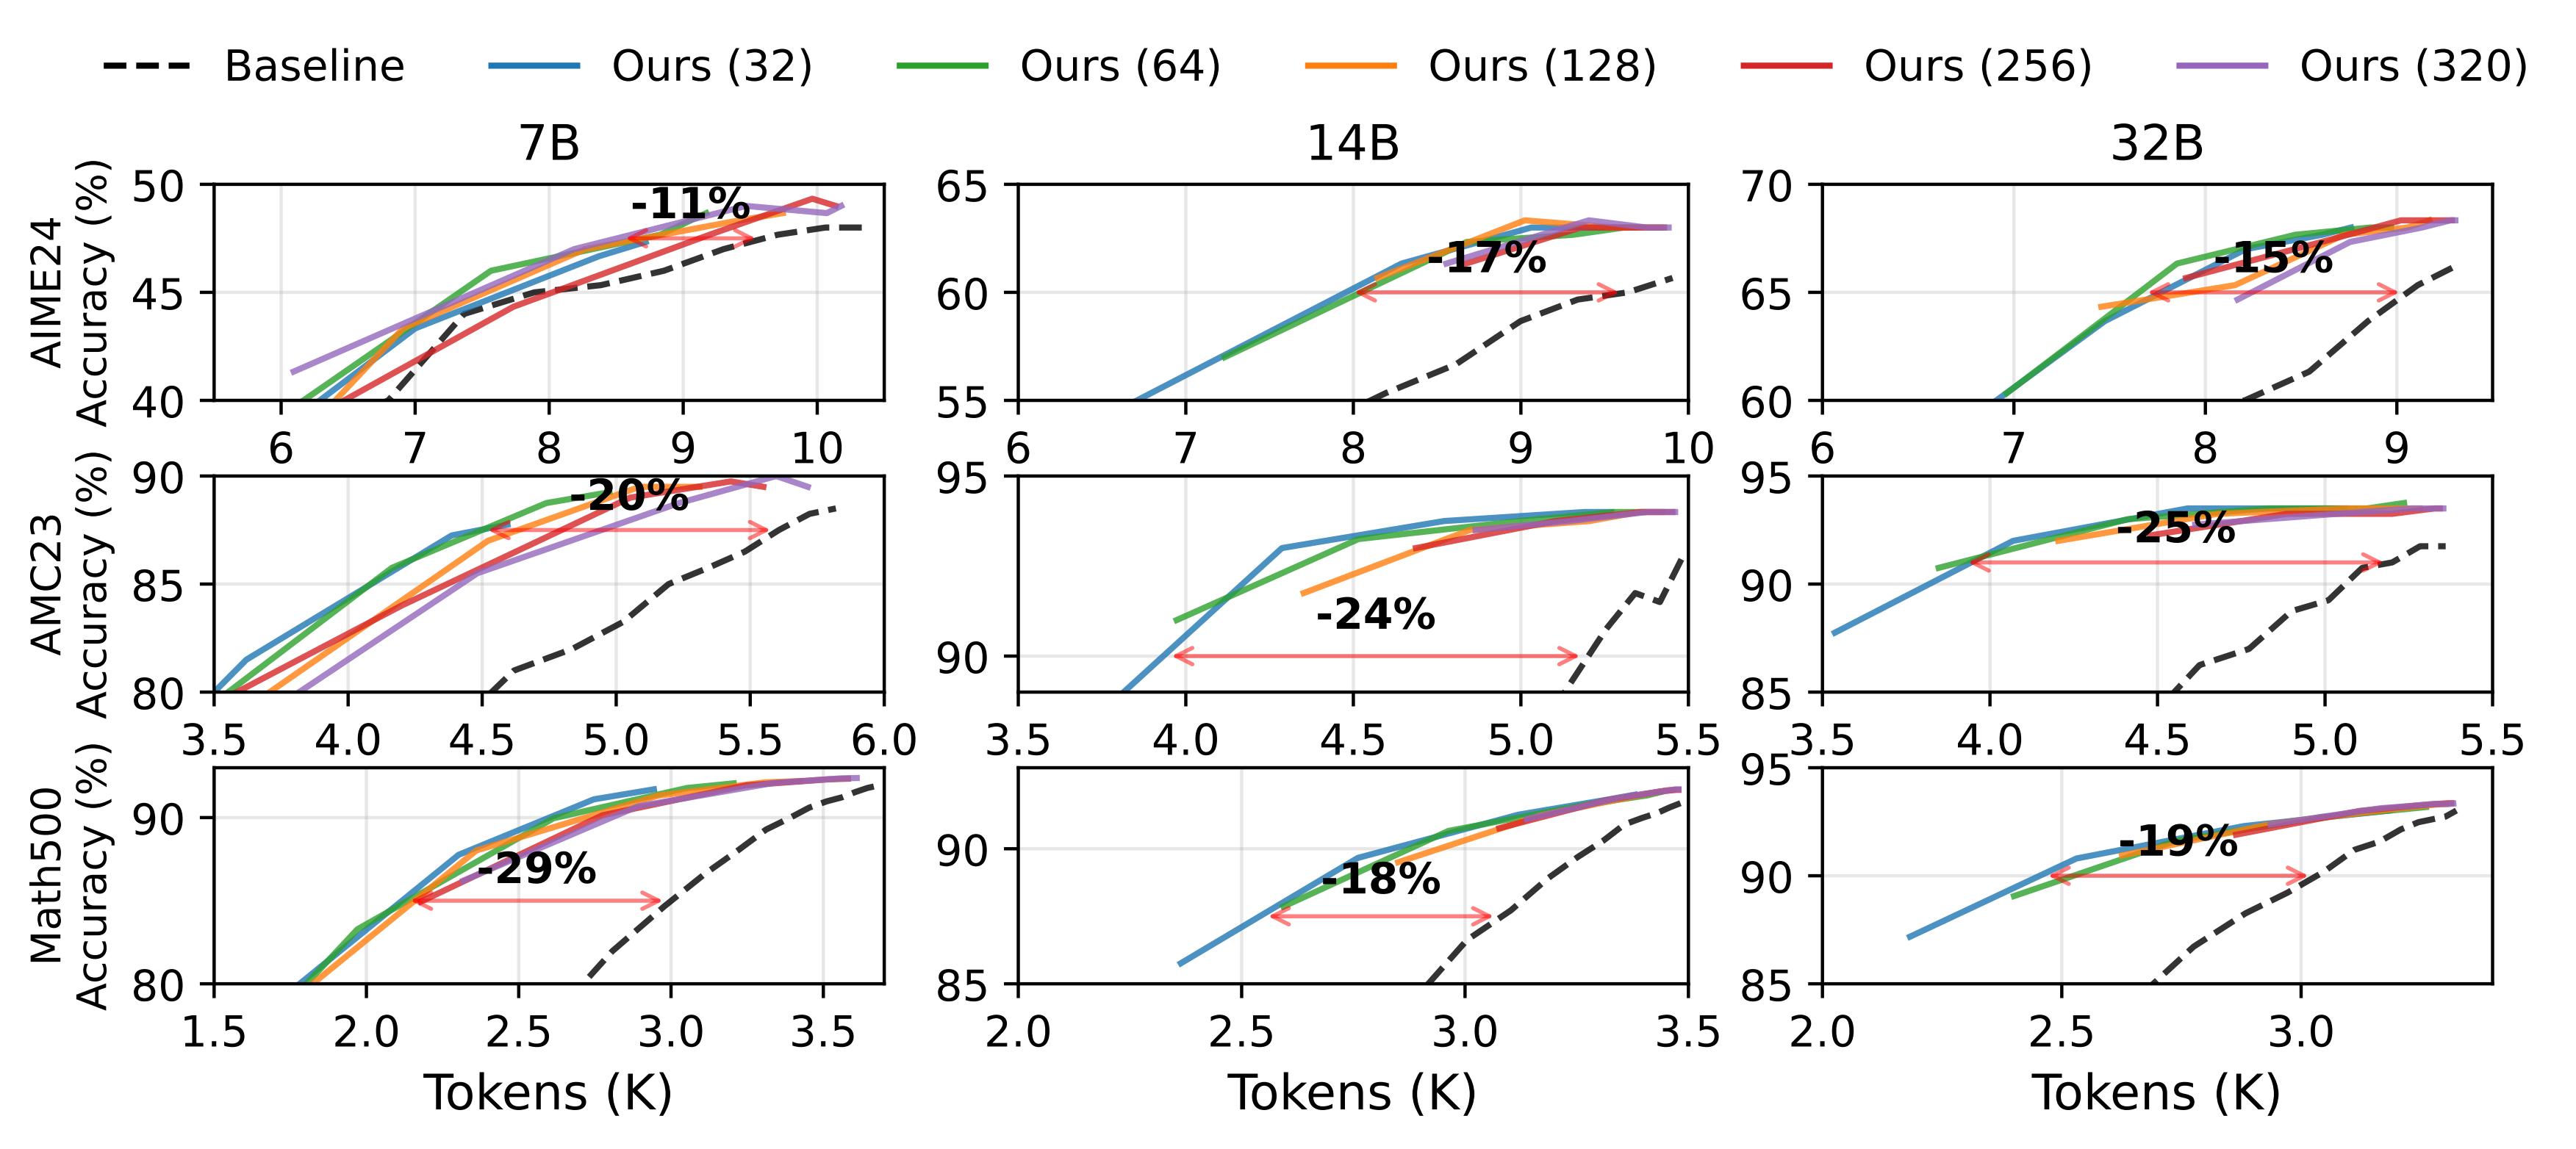 Baseline Ours (32) Ours (64) Ours (128) Ours (256) Ours (320)
7B 14B 32B
AIME24
Accuracy (%)
50
45
40
-11%
6 7 8 9 10
65
60
55
-17%
6 7 8 9 10
70
65
60
-15%
6 7 8 9
AMC23
Accuracy (%)
90
85
80
-20%
3.5 4.0 4.5 5.0 5.5 6.0
95
90
-24%
3.5 4.0 4.5 5.0 5.5
95
90
85
-25%
3.5 4.0 4.5 5.0 5.5
Math500
Accuracy (%)
90
80
-29%
1.5 2.0 2.5 3.0 3.5
Tokens (K)
90
85
-18%
2.0 2.5 3.0 3.5
Tokens (K)
95
90
85
-19%
2.0 2.5 3.0
Tokens (K)